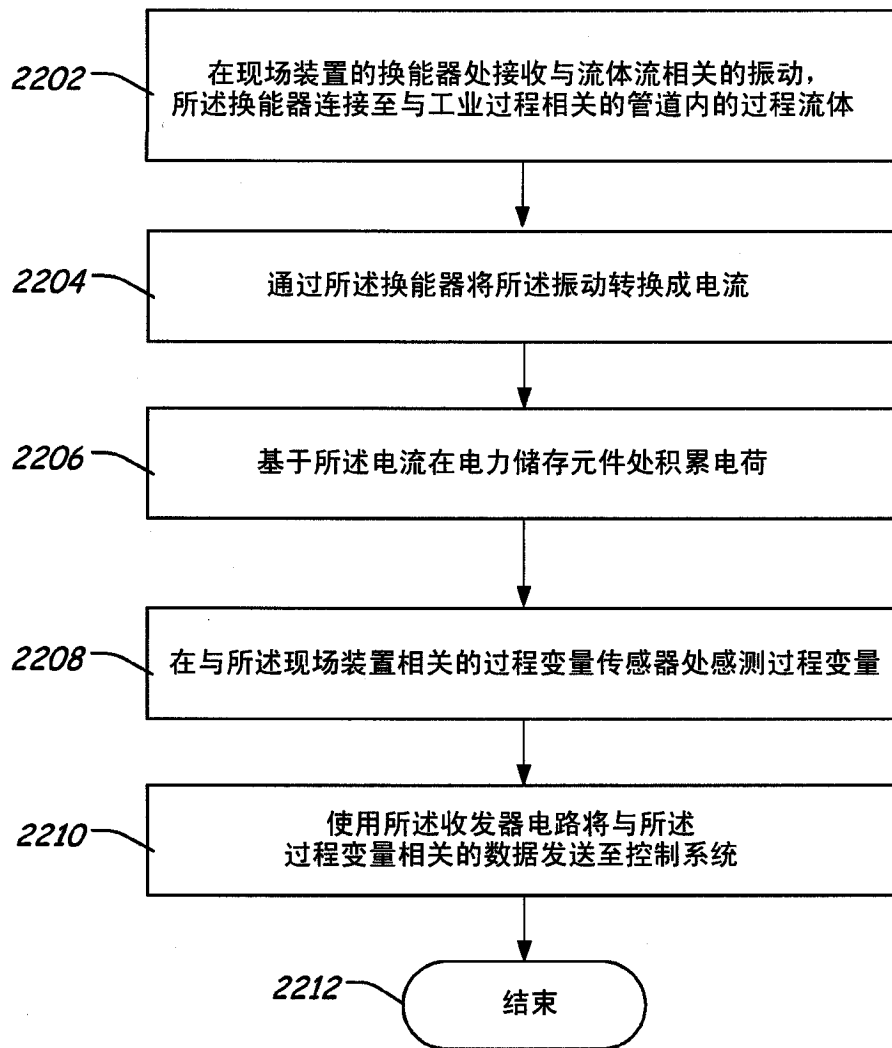 2202
在现场装置的换能器处接收与流体流相关的振动，
所述换能器连接至与工业过程相关的管道内的过程流体
2204
通过所述换能器将所述振动转换成电流
2206
基于所述电流在电力储存元件处积累电荷
2208
在与所述现场装置相关的过程变量传感器处感测过程变量
2210
使用所述收发器电路将与所述
过程变量相关的数据发送至控制系统
2212
结束